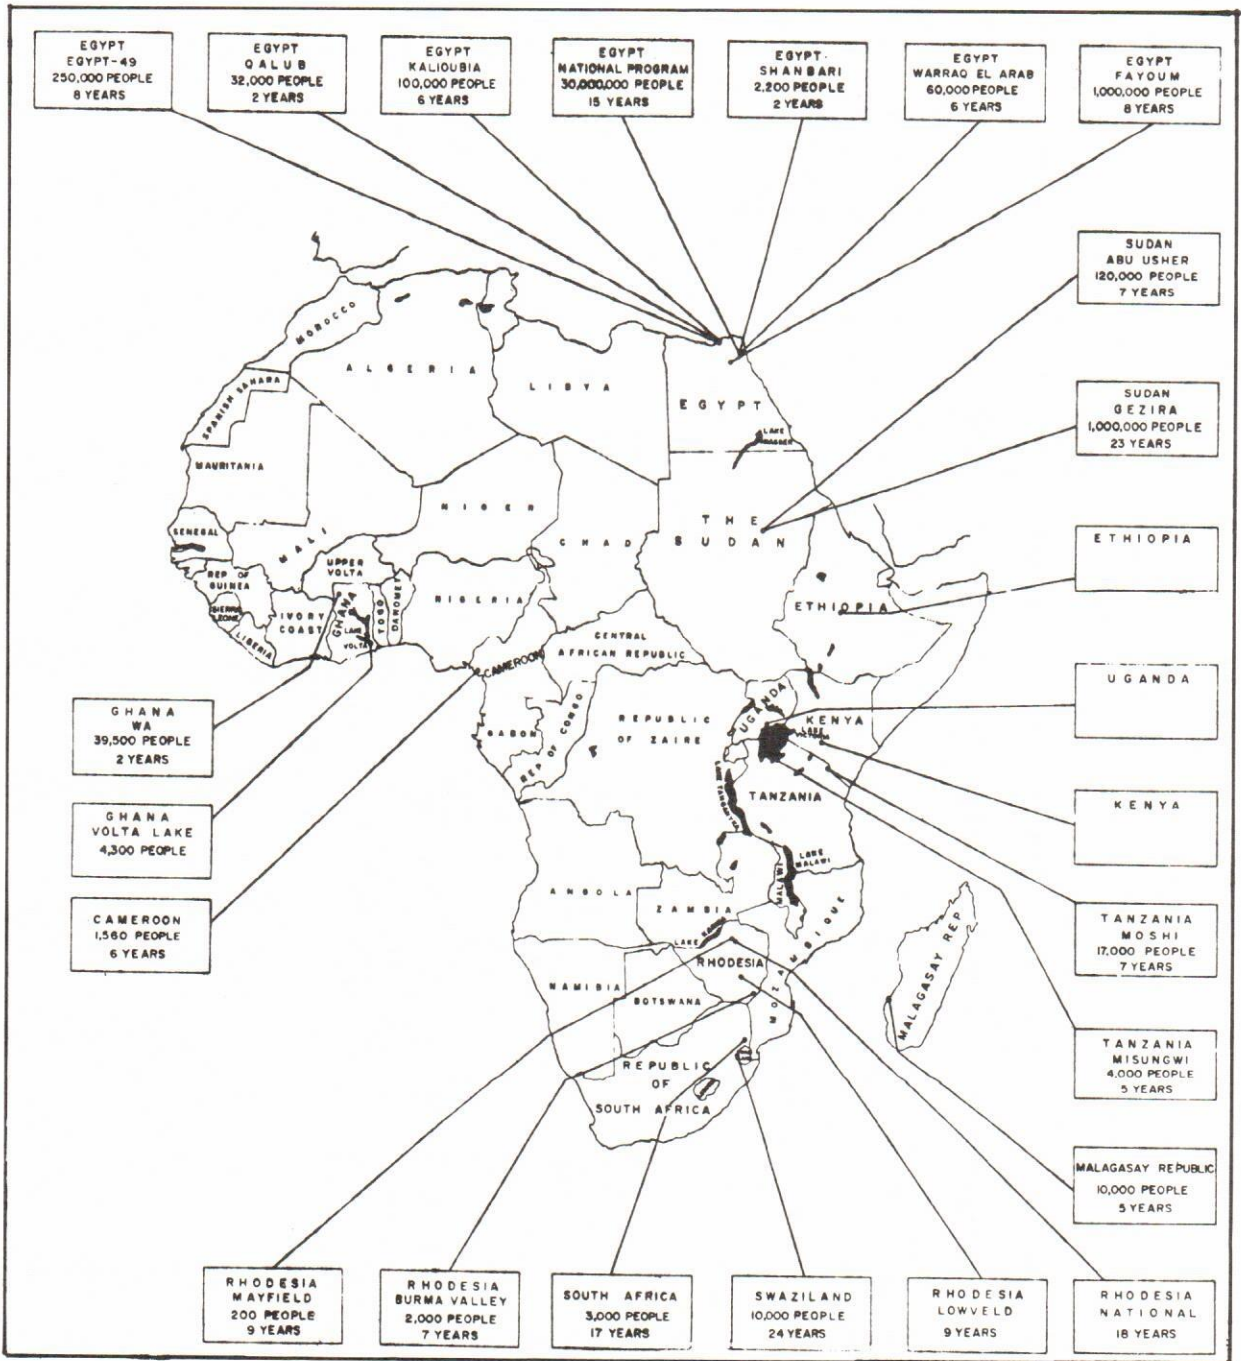 EGYPT
EGYPT-49
250,000 PEOPLE
8 YEARS
EGYPT
QALUB
32,000 PEOPLE
2 YEARS
EGYPT
KALIOUBIA
100,000 PEOPLE
6 YEARS
EGYPT
NATIONAL PROGRAM
30,000,000 PEOPLE
15 YEARS
EGYPT-
SHANBARI
2,200 PEOPLE
2 YEARS
EGYPT
WARRAQ EL ARAB
60,000 PEOPLE
6 YEARS
EGYPT
FAYOUM
1,000,000 PEOPLE
8 YEARS
SUDAN
ABU USHER
120,000 PEOPLE
7 YEARS
SUDAN
GEZIRA
1,000,000 PEOPLE
23 YEARS
ETHIOPIA
UGANDA
KENYA
TANZANIA
MOSHI
17,000 PEOPLE
7 YEARS
TANZANIA
MISUNGWI
4,000 PEOPLE
5 YEARS
MALAGASAY REPUBLIC
10,000 PEOPLE
5 YEARS
GHANA
WA
39,500 PEOPLE
2 YEARS
GHANA
VOLTA LAKE
4,300 PEOPLE
CAMEROON
1,560 PEOPLE
6 YEARS
RHODESIA
MAYFIELD
200 PEOPLE
9 YEARS
RHODESIA
BURMA VALLEY
2,000 PEOPLE
7 YEARS
SOUTH AFRICA
3,000 PEOPLE
17 YEARS
SWAZILAND
10,000 PEOPLE
24 YEARS
RHODESIA
LOWVELD
9 YEARS
RHODESIA
NATIONAL
18 YEARS
MOROCCO
ALGERIA
LIBYA
EGYPT
LAKE
SPANISH SAHARA
MAURITANIA
MALI
NIGER
CHAD
THE
SUDAN
SENEGAL
REP OF
GUINEA
SIERRA
LEONE
LIBERIA
IVORY
COAST
UPPER
VOLTA
GHANA
LAKE
VOLTA
TOGO
DAHOMEY
NIGERIA
CAMEROON
CENTRAL
AFRICAN REPUBLIC
ETHIOPIA
UGANDA
KENYA
LAKE
VICTORIA
GABON
REP OF CONGO
REPUBLIC
OF ZAIRE
LAKE TANGANYIKA
TANZANIA
LAKE
MALAWI
MALAWI
ANGOLA
ZAMBIA
LAKE KARIBA
MOZAMBIQUE
MALAGASAY REP
NAMIBIA
BOTSWANA
RHODESIA
REPUBLIC
OF
SOUTH AFRICA